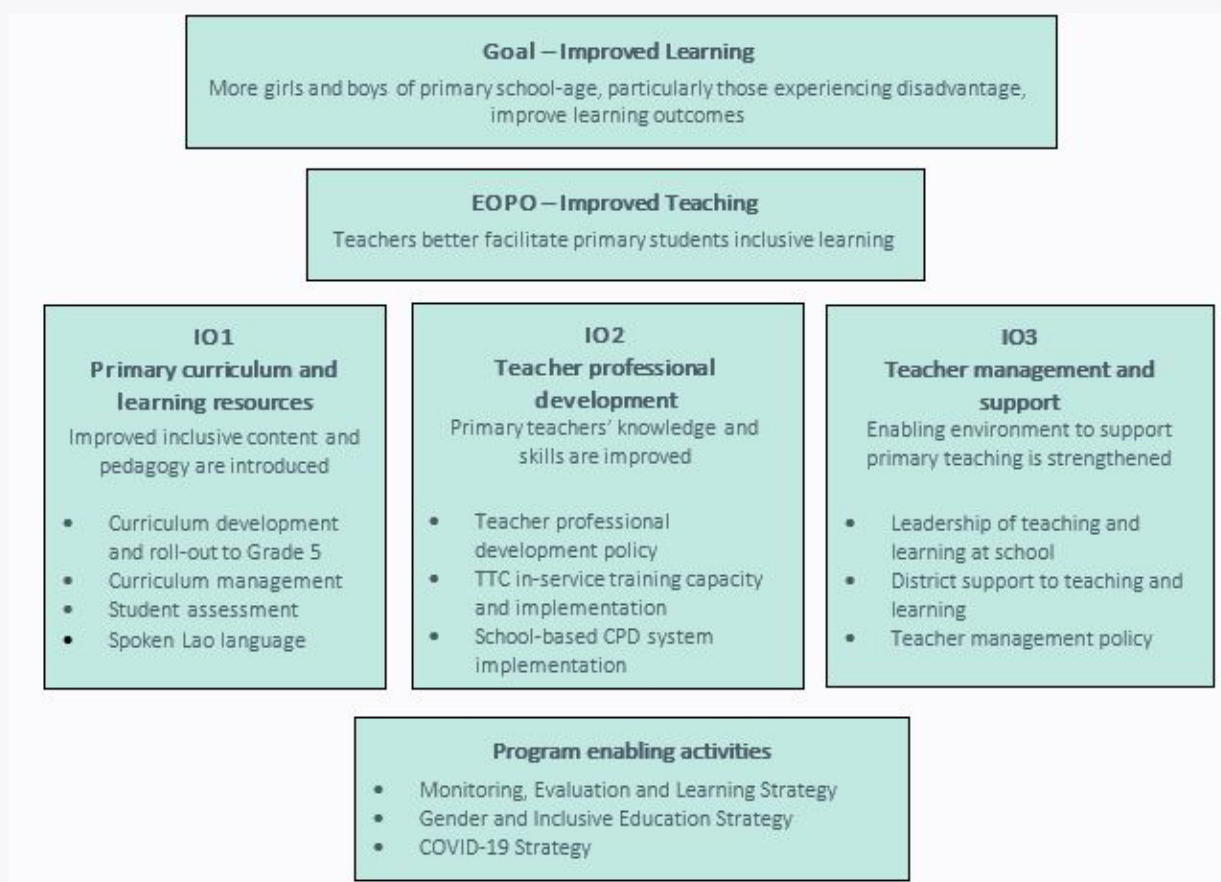 Goal – Improved Learning
More girls and boys of primary school-age, particularly those experiencing disadvantage,
improve learning outcomes
EOPO – Improved Teaching
Teachers better facilitate primary students inclusive learning
IO1
Primary curriculum and
learning resources
Improved inclusive content and
pedagogy are introduced
• Curriculum development
and roll-out to Grade 5
• Curriculum management
• Student assessment
• Spoken Lao language
IO2
Teacher professional
development
Primary teachers’ knowledge and
skills are improved
• Teacher professional
development policy
• TTC in-service training capacity
and implementation
• School-based CPD system
implementation
IO3
Teacher management and
support
Enabling environment to support
primary teaching is strengthened
• Leadership of teaching and
learning at school
• District support to teaching and
learning
• Teacher management policy
Program enabling activities
• Monitoring, Evaluation and Learning Strategy
• Gender and Inclusive Education Strategy
• COVID-19 Strategy